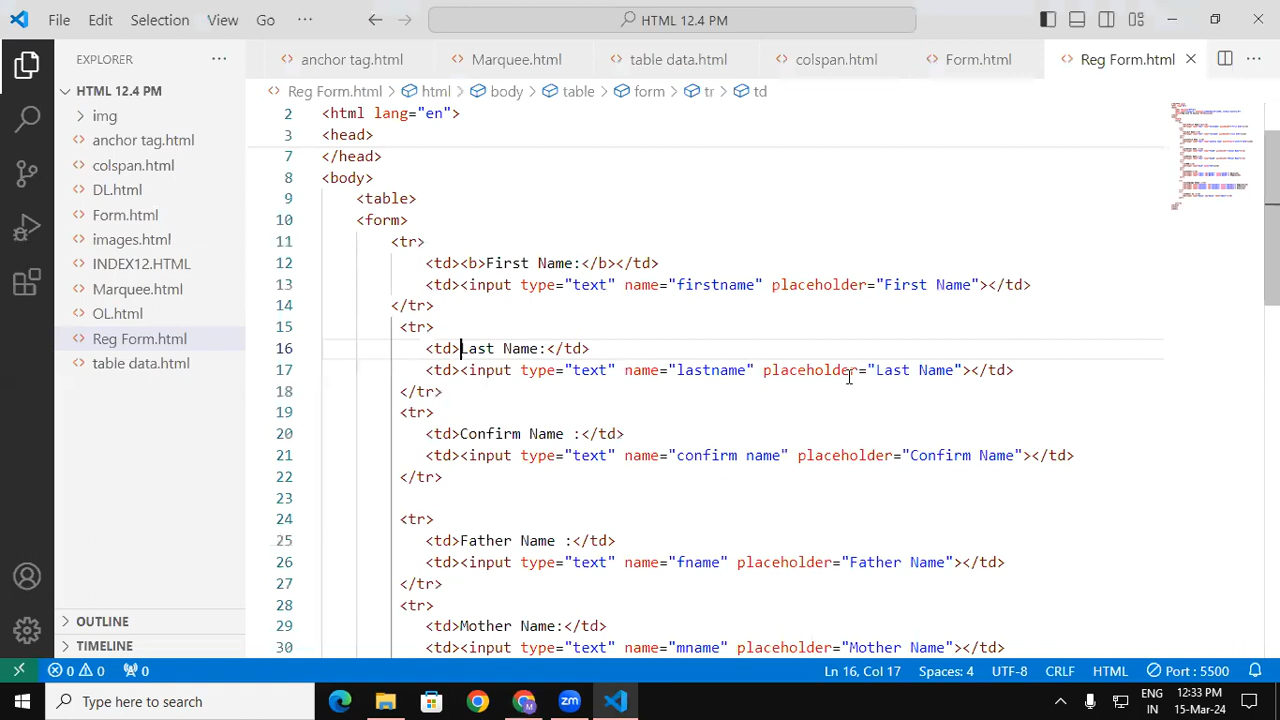 File Edit Selection View Go ··· HTML 12.4 PM
EXPLORER ···
anchor tag.html Marquee.html table data.html colspan.html Form.html Reg Form.html
HTML 12.4 PM
img
anchor tag.html
colspan.html
DL.html
Form.html
images.html
INDEX12.HTML
Marquee.html
OL.html
Reg Form.html
table data.html
OUTLINE
TIMELINE
Reg Form.html > html > body > table > form > tr > td
2 <html lang="en">
3 <head>
7 </head>
8 <body>
9 <table>
10 <form>
11 <tr>
12 <td><b>First Name:</b></td>
13 <td><input type="text" name="firstname" placeholder="First Name"></td>
14 </tr>
15 <tr>
16 <td>Last Name:</td>
17 <td><input type="text" name="lastname" placeholder="Last Name"></td>
18 </tr>
19 <tr>
20 <td>Confirm Name :</td>
21 <td><input type="text" name="confirm name" placeholder="Confirm Name"></td>
22 </tr>
23
24 <tr>
25 <td>Father Name :</td>
26 <td><input type="text" name="fname" placeholder="Father Name"></td>
27 </tr>
28 <tr>
29 <td>Mother Name:</td>
30 <td><input type="text" name="mname" placeholder="Mother Name"></td>
0 0 0 Ln 16, Col 17 Spaces: 4 UTF-8 CRLF HTML Port : 5500
Type here to search ENG IN 12:33 PM 15-Mar-24